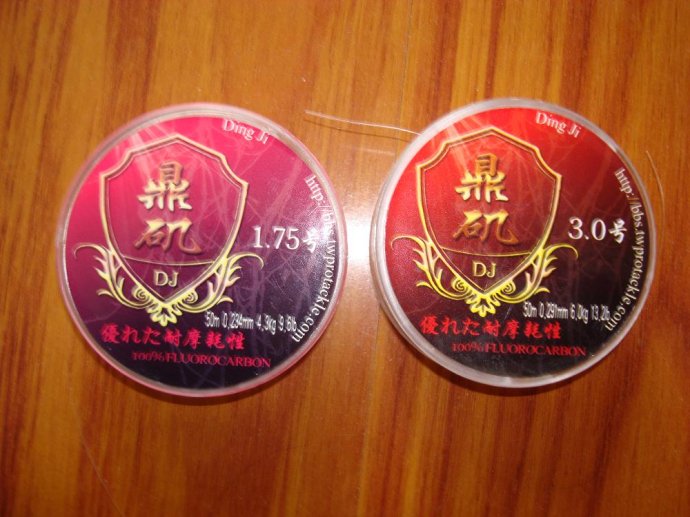 Ding Ji
http://bbs.twprotackle.com
鼎
矶
1.75号
DJ
50m 0,234mm 4,3kg 9,6lb
優れた耐摩耗性
100% FLUOROCARBON
Ding Ji
http://bbs.twprotackle.com
鼎
矶
3.0号
DJ
50m 0,291mm 6,0kg 13,2lb
優れた耐摩耗性
100% FLUOROCARBON